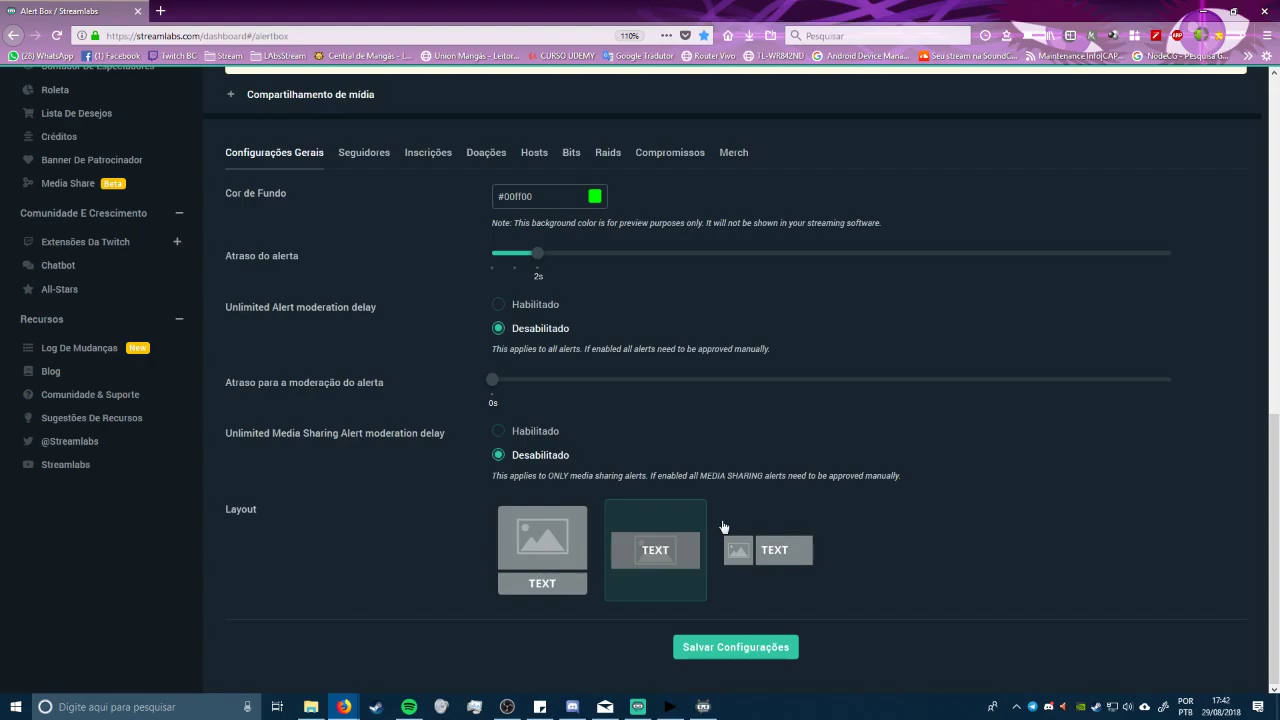 Alert Box / Streamlabs
https://streamlabs.com/dashboard#/alertbox
110%
Pesquisar
(28) WhatsApp
(4) Facebook
Twitch BC
STREAM
LABsStream
Central de Mangás - ...
Union Mangás - Leitor...
CURSO UDEMY
Google Tradutor
Router Vivo
TL-WR842ND
Android Device Mana...
Seu stream na SoundC...
Maintenance Info|CAP...
NodeCG - Pesquisa G...
Contador De Espectadores
Roleta
Lista De Desejos
Créditos
Banner De Patrocinador
Media Share Beta
Comunidade E Crescimento
Extensões Da Twitch
Chatbot
All-Stars
Recursos
Log De Mudanças New
Blog
Comunidade & Suporte
Sugestões De Recursos
@Streamlabs
Streamlabs
+ Compartilhamento de mídia
Configurações Gerais Seguidores Inscrições Doações Hosts Bits Raids Compromissos Merch
Cor de Fundo
#00ff00
Note: This background color is for preview purposes only. It will not be shown in your streaming software.
Atraso do alerta
2s
Unlimited Alert moderation delay
Habilitado
Desabilitado
This applies to all alerts. If enabled all alerts need to be approved manually.
Atraso para a moderação do alerta
0s
Unlimited Media Sharing Alert moderation delay
Habilitado
Desabilitado
This applies to ONLY media sharing alerts. If enabled all MEDIA SHARING alerts need to be approved manually.
Layout
TEXT
TEXT
TEXT
Salvar Configurações
Digite aqui para pesquisar
POR
PTB
17:42
29/08/2018